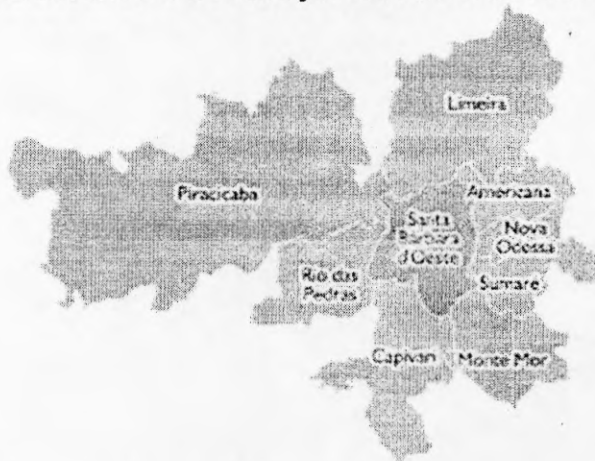 Limeira
Piracicaba
Americana
Santa
Bárbara
d'Oeste
Nova
Odessa
Rio das
Pedras
Sumaré
Capivari
Monte Mor